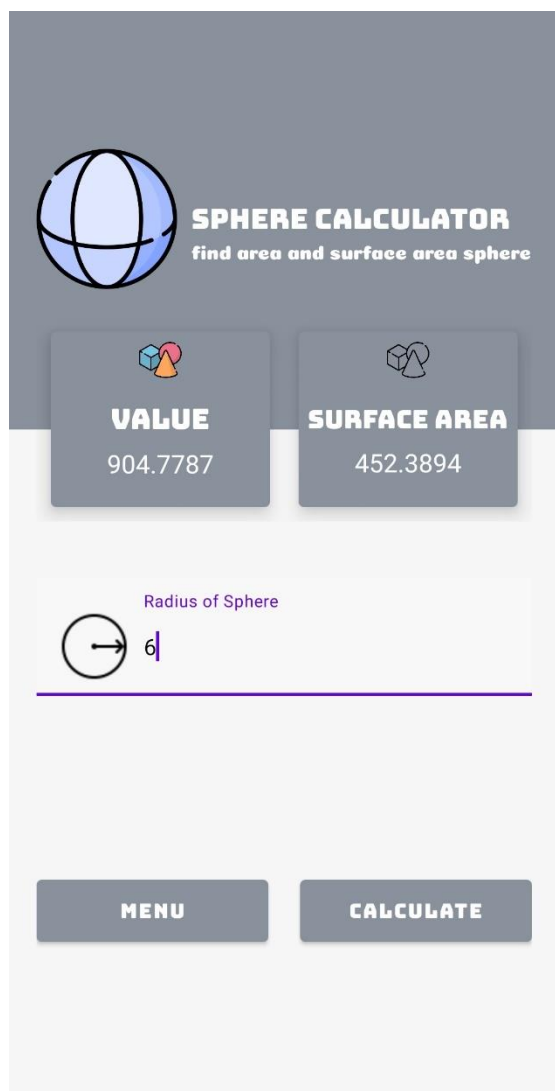 SPHERE CALCULATOR
find area and surface area sphere
VALUE
904.7787
SURFACE AREA
452.3894
Radius of Sphere
6
MENU
CALCULATE